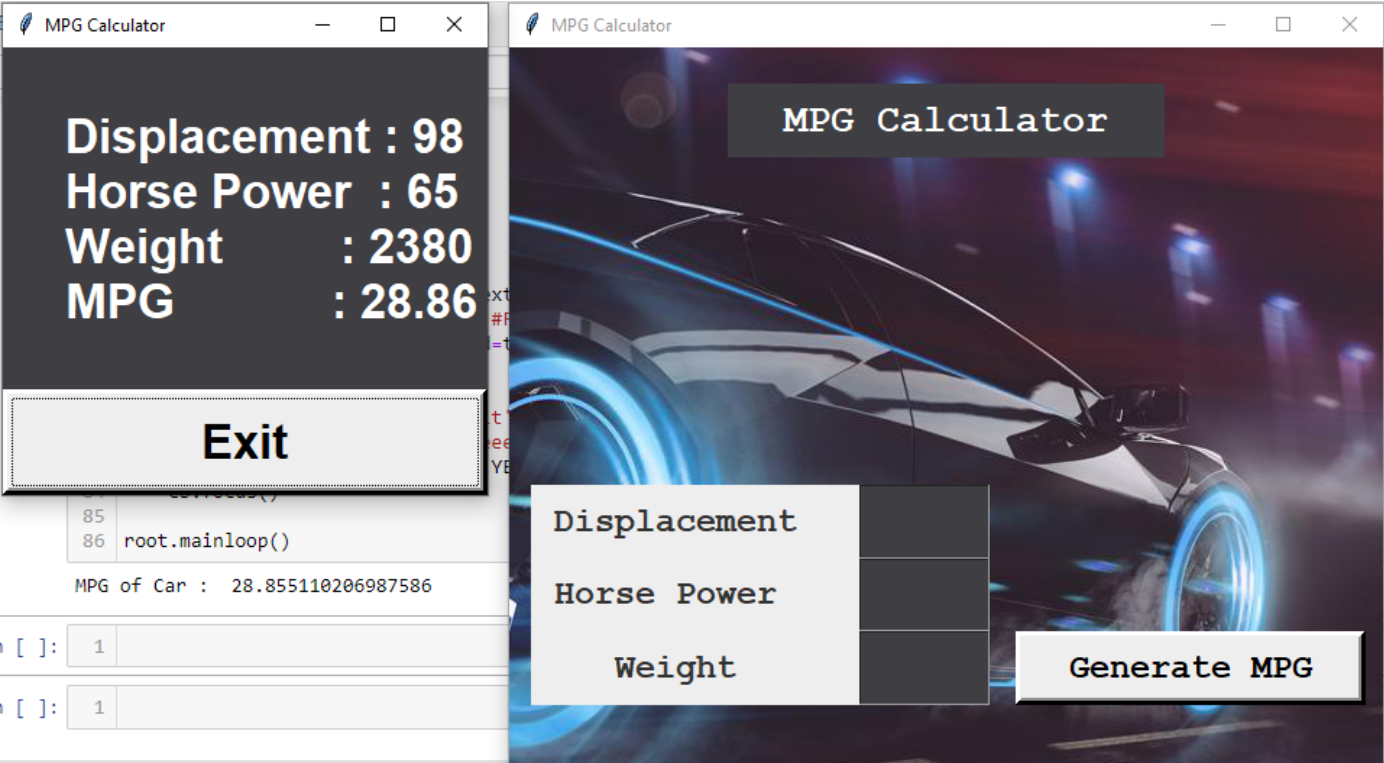 MPG Calculator
Displacement : 98
Horse Power : 65
Weight : 2380
MPG : 28.86
Exit
85
86 root.mainloop()
MPG of Car : 28.855110206987586
[ ]: 1
[ ]: 1
MPG Calculator
MPG Calculator
Displacement
Horse Power
Weight
Generate MPG